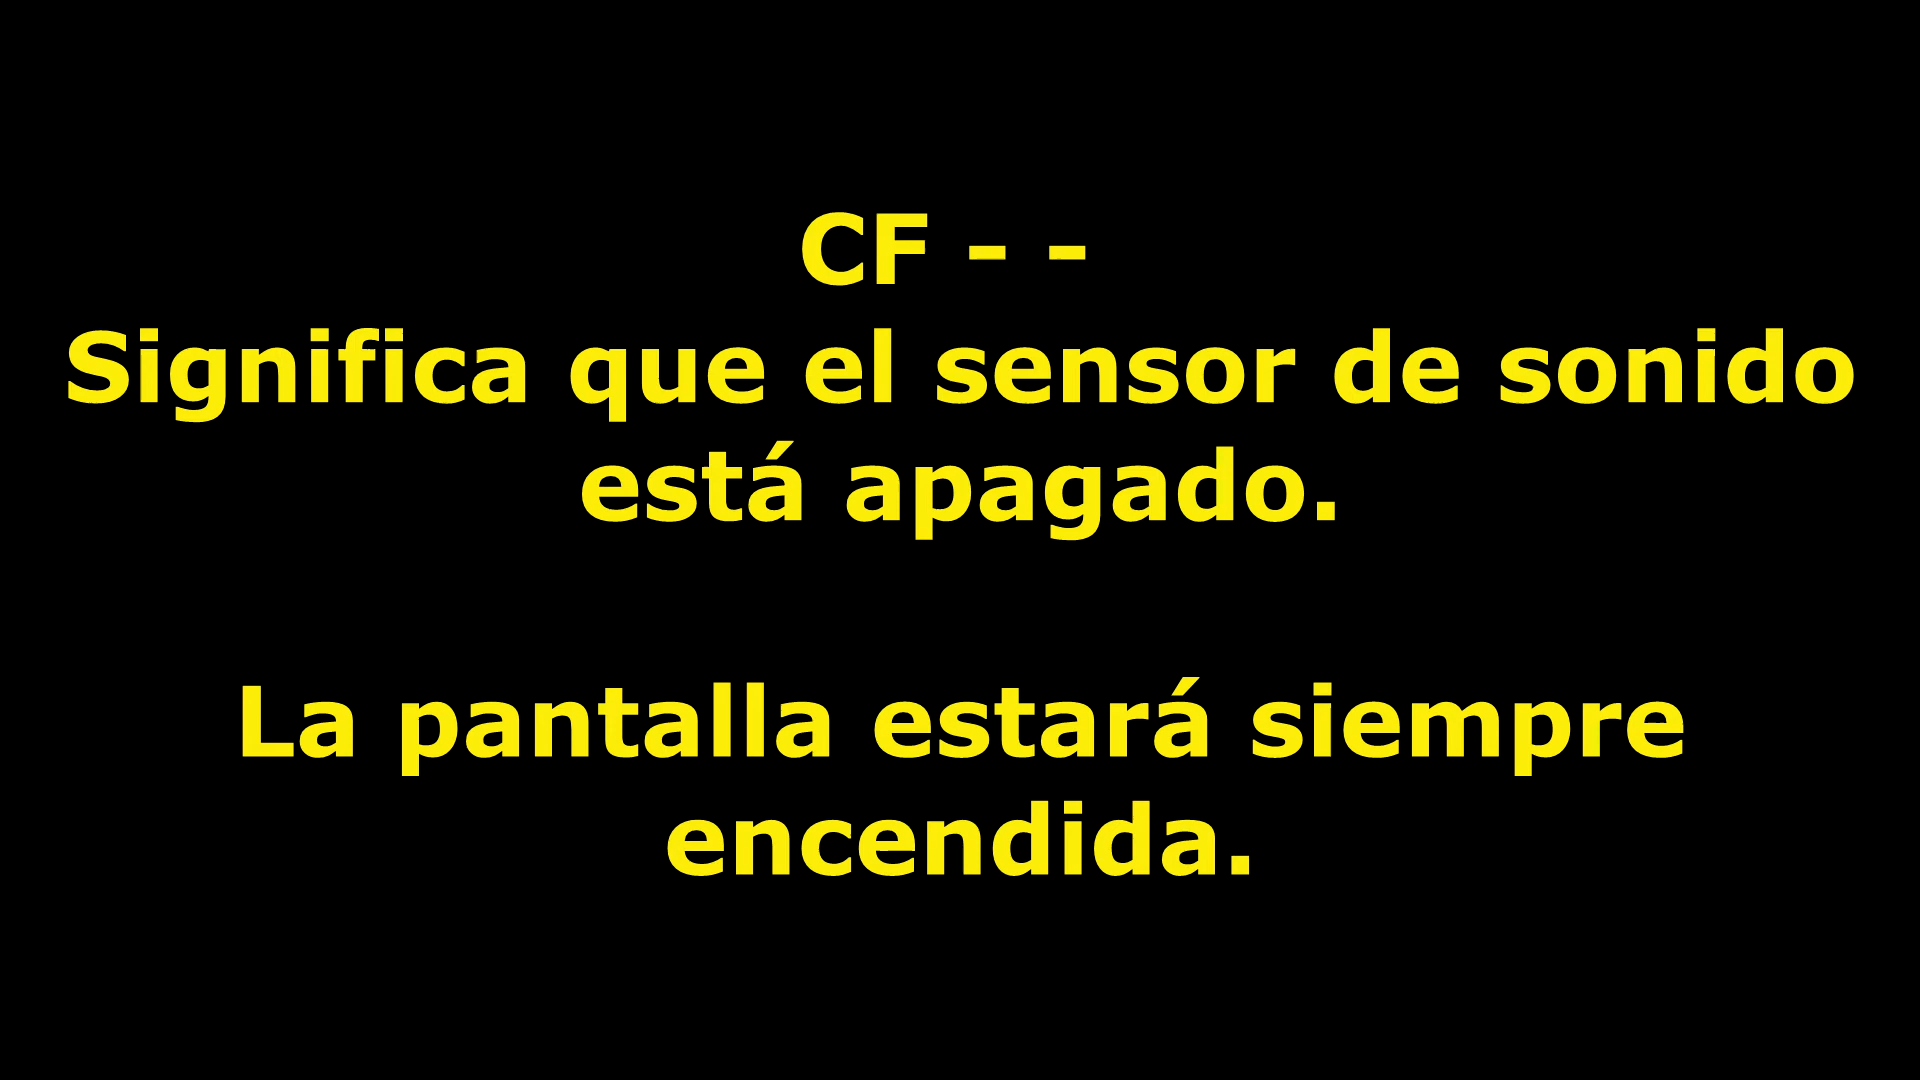 CF - -
Significa que el sensor de sonido
está apagado.
La pantalla estará siempre
encendida.